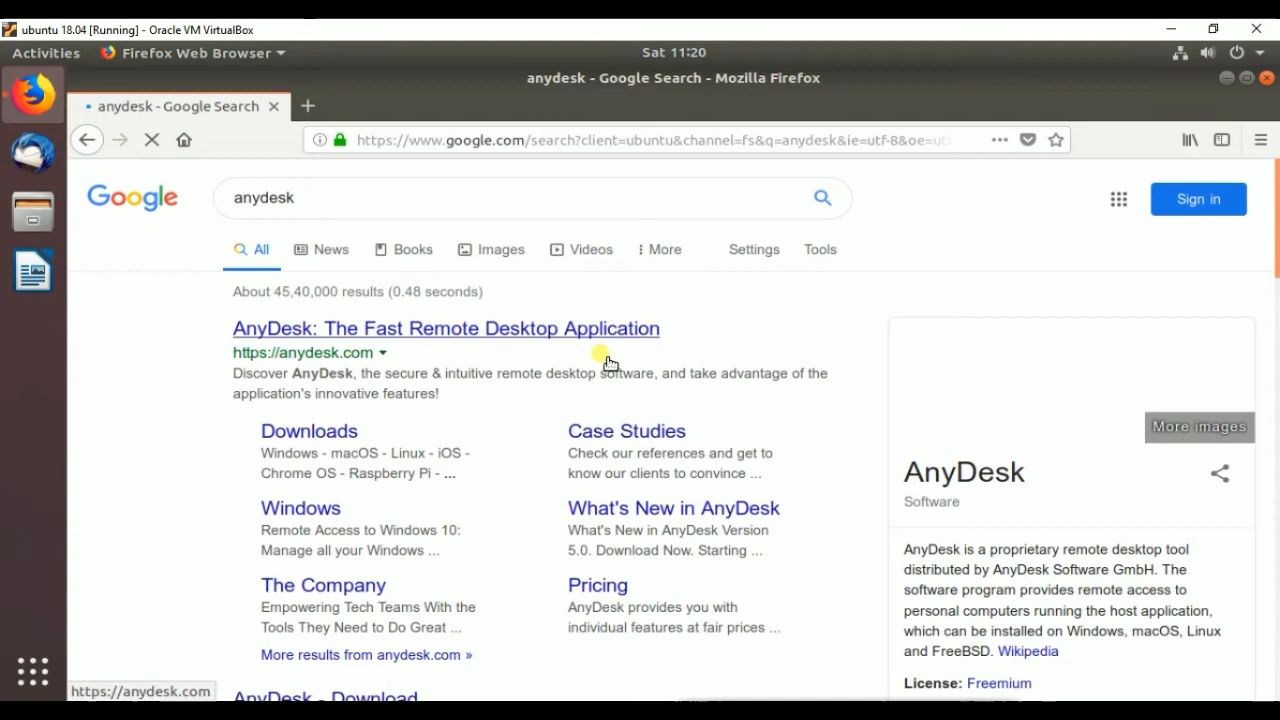 ubuntu 18.04 [Running] - Oracle VM VirtualBox
Activities Firefox Web Browser Sat 11:20
anydesk - Google Search - Mozilla Firefox
anydesk - Google Search
https://www.google.com/search?client=ubuntu&channel=fs&q=anydesk&ie=utf-8&oe=ut
Google anydesk Sign in
All News Books Images Videos More Settings Tools
About 45,40,000 results (0.48 seconds)
AnyDesk: The Fast Remote Desktop Application
https://anydesk.com
Discover AnyDesk, the secure & intuitive remote desktop software, and take advantage of the
application's innovative features!
Downloads
Windows - macOS - Linux - iOS -
Chrome OS - Raspberry Pi - ...
Case Studies
Check our references and get to
know our clients to convince ...
Windows
Remote Access to Windows 10:
Manage all your Windows ...
What's New in AnyDesk
What's New in AnyDesk Version
5.0. Download Now. Starting ...
The Company
Empowering Tech Teams With the
Tools They Need to Do Great ...
Pricing
AnyDesk provides you with
individual features at fair prices ...
More results from anydesk.com »
AnyDesk - Download
https://anydesk.com
More images
AnyDesk
Software
AnyDesk is a proprietary remote desktop tool
distributed by AnyDesk Software GmbH. The
software program provides remote access to
personal computers running the host application,
which can be installed on Windows, macOS, Linux
and FreeBSD. Wikipedia
License: Freemium